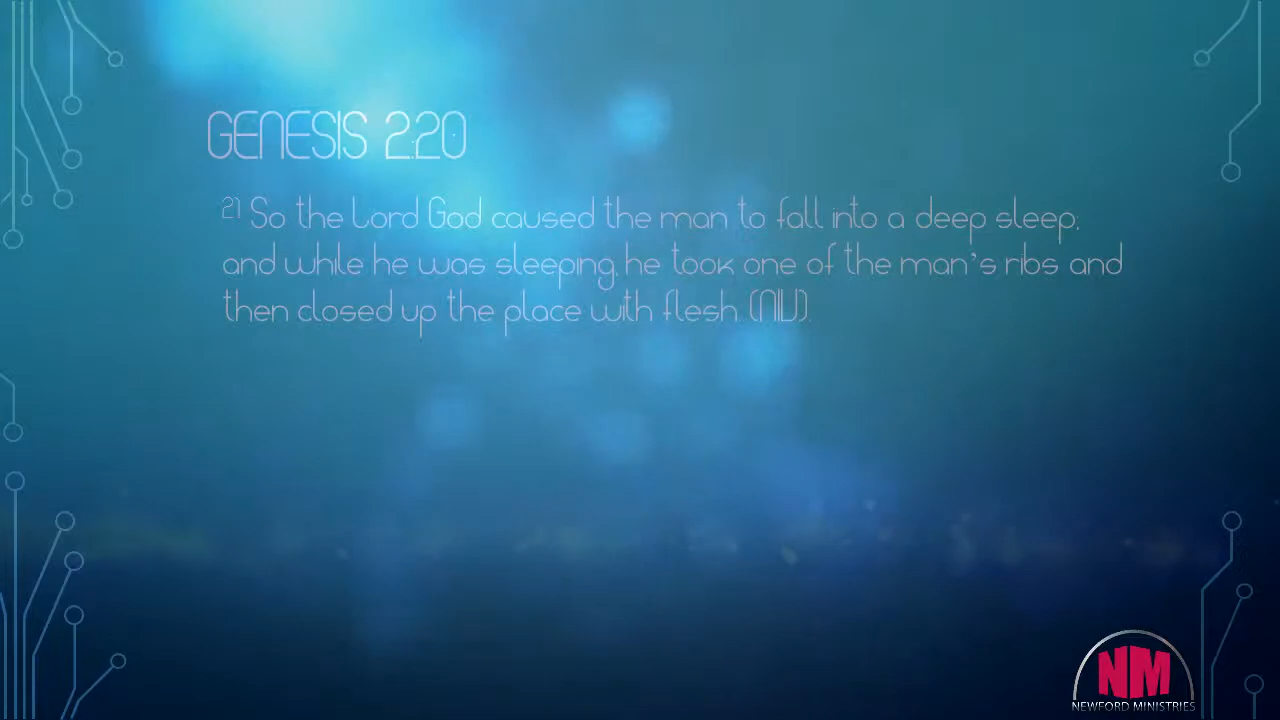 GENESIS 2:20
21 So the Lord God caused the man to fall into a deep sleep;
and while he was sleeping, he took one of the man's ribs and
then closed up the place with flesh. (NIV).
NM
NEWFORD MINISTRIES